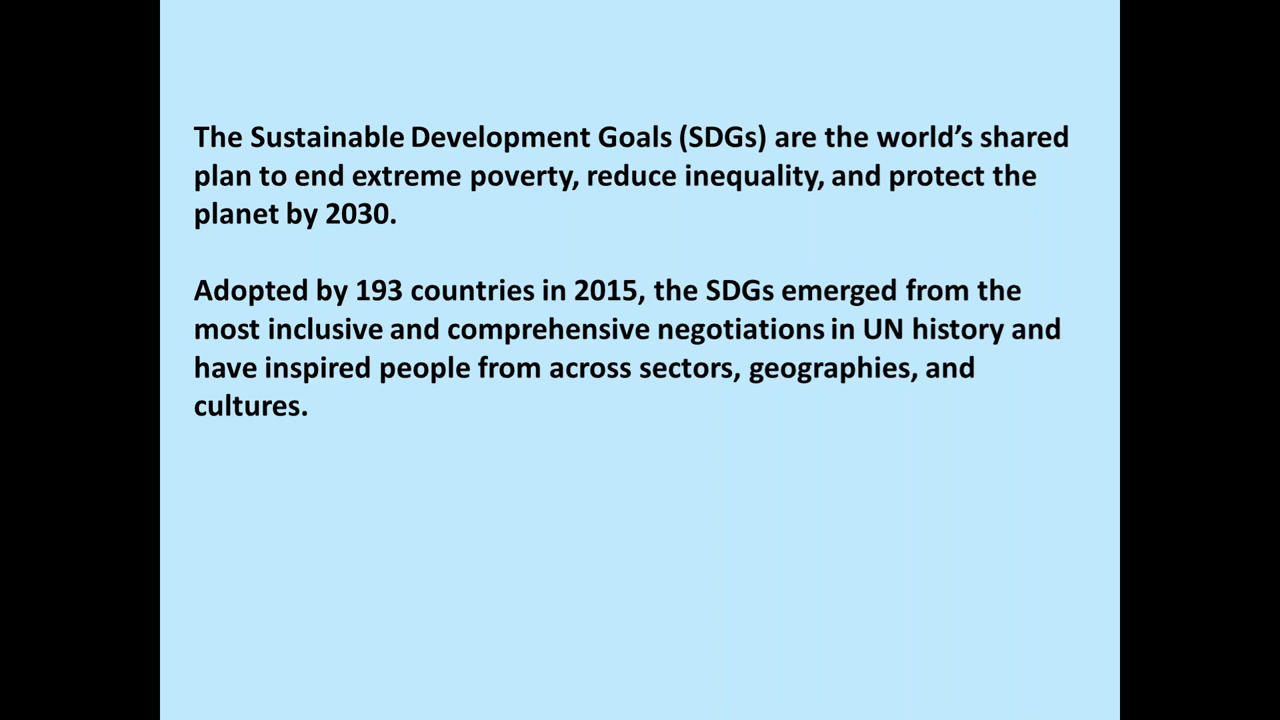 The Sustainable Development Goals (SDGs) are the world’s shared
plan to end extreme poverty, reduce inequality, and protect the
planet by 2030.
Adopted by 193 countries in 2015, the SDGs emerged from the
most inclusive and comprehensive negotiations in UN history and
have inspired people from across sectors, geographies, and
cultures.